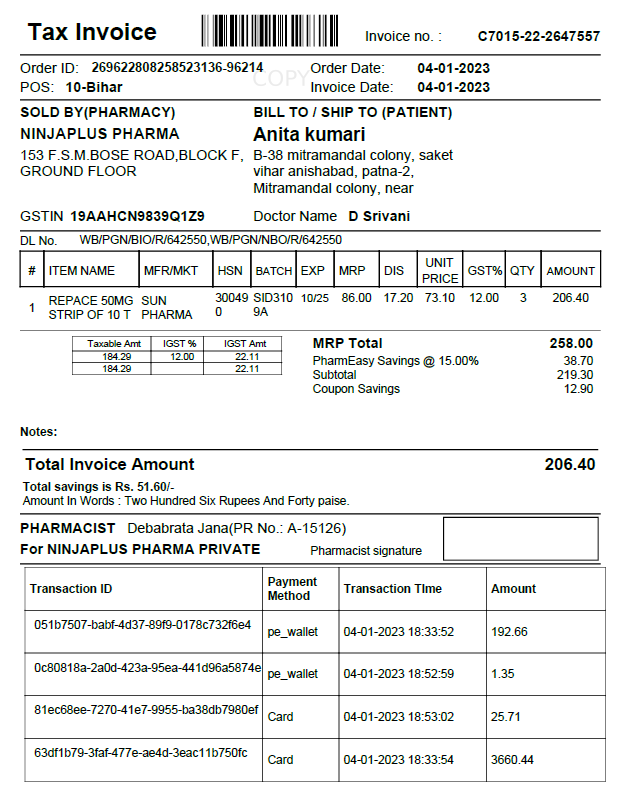 Tax Invoice
Invoice no. : C7015-22-2647557
Order ID: 269622808258523136-96214 Order Date: 04-01-2023
COPY
POS: 10-Bihar Invoice Date: 04-01-2023
SOLD BY(PHARMACY) BILL TO / SHIP TO (PATIENT)
NINJAPLUS PHARMA Anita kumari
153 F.S.M.BOSE ROAD,BLOCK F, B-38 mitramandal colony, saket
GROUND FLOOR vihar anishabad, patna-2,
Mitramandal colony, near
GSTIN 19AAHCN9839Q1Z9 Doctor Name D Srivani
DL No. WB/PGN/BIO/R/642550,WB/PGN/NBO/R/642550
# ITEM NAME MFR/MKT HSN BATCH EXP MRP DIS UNIT PRICE GST% QTY AMOUNT
1 REPACE 50MG SUN 30049 SID310 10/25 86.00 17.20 73.10 12.00 3 206.40
STRIP OF 10 T PHARMA 0 9A
Taxable Amt IGST % IGST Amt
184.29 12.00 22.11
184.29 22.11
MRP Total 258.00
PharmEasy Savings @ 15.00% 38.70
Subtotal 219.30
Coupon Savings 12.90
Notes:
Total Invoice Amount 206.40
Total savings is Rs. 51.60/-
Amount In Words : Two Hundred Six Rupees And Forty paise.
PHARMACIST Debabrata Jana(PR No.: A-15126)
For NINJAPLUS PHARMA PRIVATE Pharmacist signature
Transaction ID Payment Method Transaction TIme Amount
051b7507-babf-4d37-89f9-0178c732f6e4 pe_wallet 04-01-2023 18:33:52 192.66
0c80818a-2a0d-423a-95ea-441d96a5874e pe_wallet 04-01-2023 18:52:59 1.35
81ec68ee-7270-41e7-9955-ba38db7980ef Card 04-01-2023 18:53:02 25.71
63df1b79-3faf-477e-ae4d-3eac11b750fc Card 04-01-2023 18:33:54 3660.44